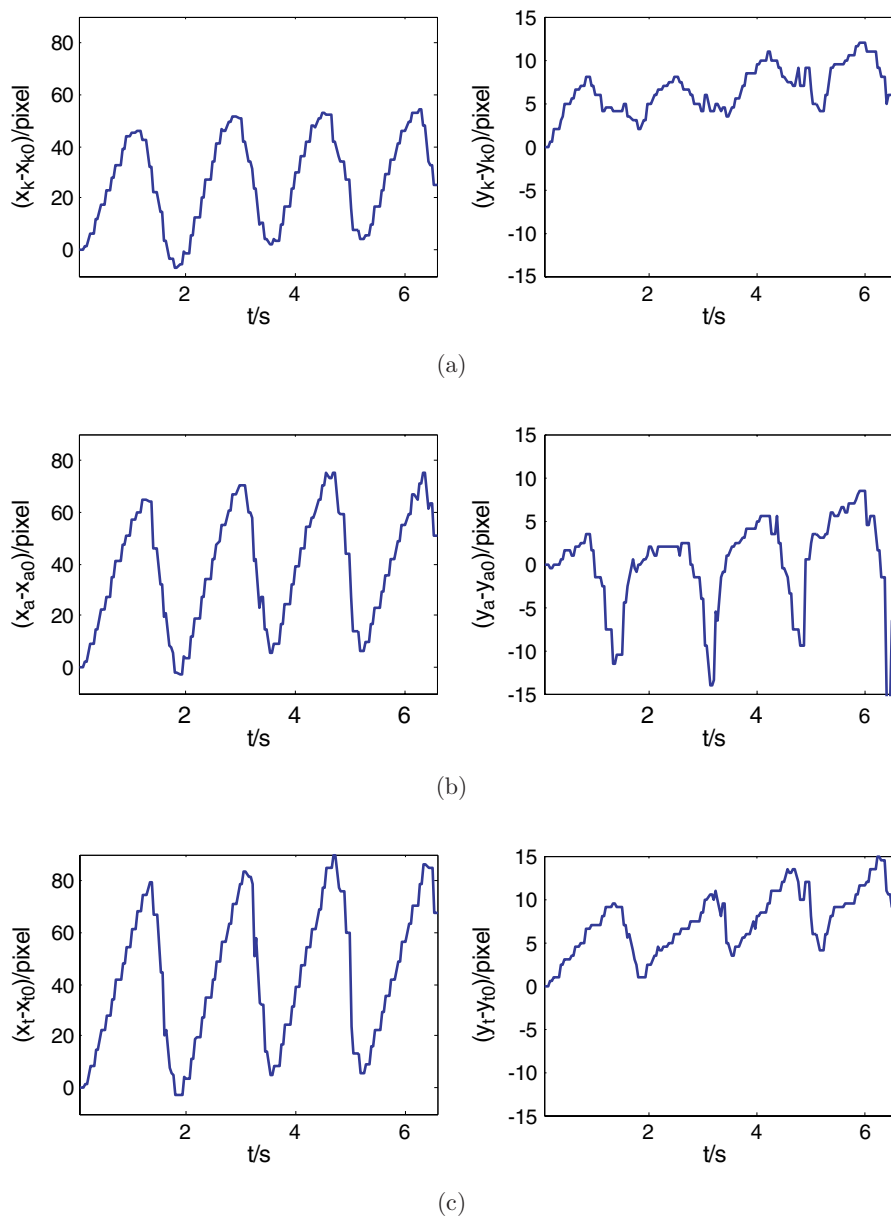 80
60
40
20
0
(x_k-x_k0)/pixel
2 4 6
t/s
15
10
5
0
-5
-10
-15
(y_k-y_k0)/pixel
2 4 6
t/s
(a)
80
60
40
20
0
(x_a-x_a0)/pixel
2 4 6
t/s
15
10
5
0
-5
-10
-15
(y_a-y_a0)/pixel
2 4 6
t/s
(b)
80
60
40
20
0
(x_t-x_t0)/pixel
2 4 6
t/s
15
10
5
0
-5
-10
-15
(y_t-y_t0)/pixel
2 4 6
t/s
(c)